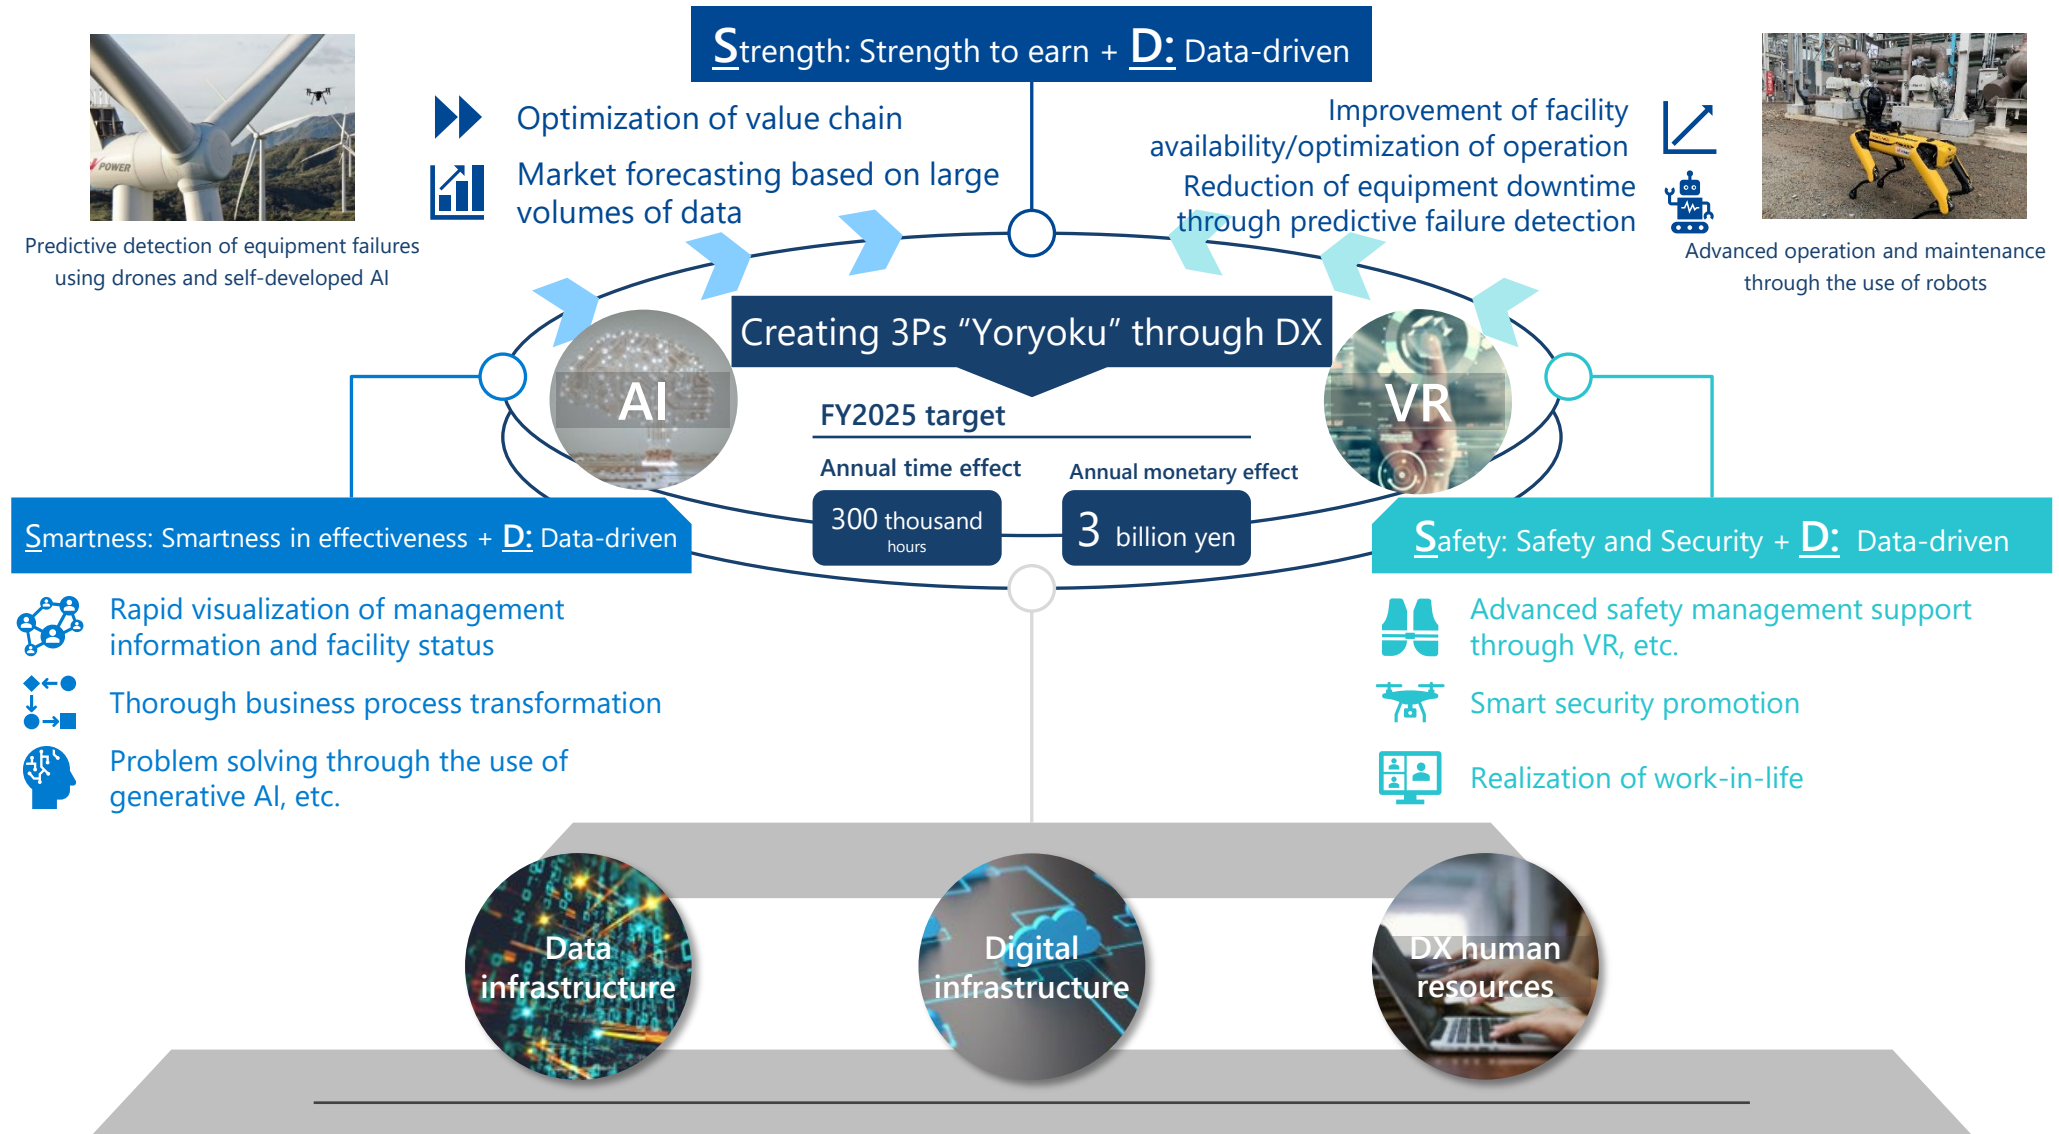 Strength: Strength to earn + D: Data-driven
POWER
Predictive detection of equipment failures
using drones and self-developed AI
Optimization of value chain
Market forecasting based on large
volumes of data
Improvement of facility
availability/optimization of operation
Reduction of equipment downtime
through predictive failure detection
Advanced operation and maintenance
through the use of robots
Creating 3Ps “Yoryoku” through DX
AI
VR
FY2025 target
Annual time effect
300 thousand
hours
Annual monetary effect
3 billion yen
Smartness: Smartness in effectiveness + D: Data-driven
Rapid visualization of management
information and facility status
Thorough business process transformation
Problem solving through the use of
generative AI, etc.
Safety: Safety and Security + D: Data-driven
Advanced safety management support
through VR, etc.
Smart security promotion
Realization of work-in-life
Data
infrastructure
Digital
infrastructure
DX human
resources